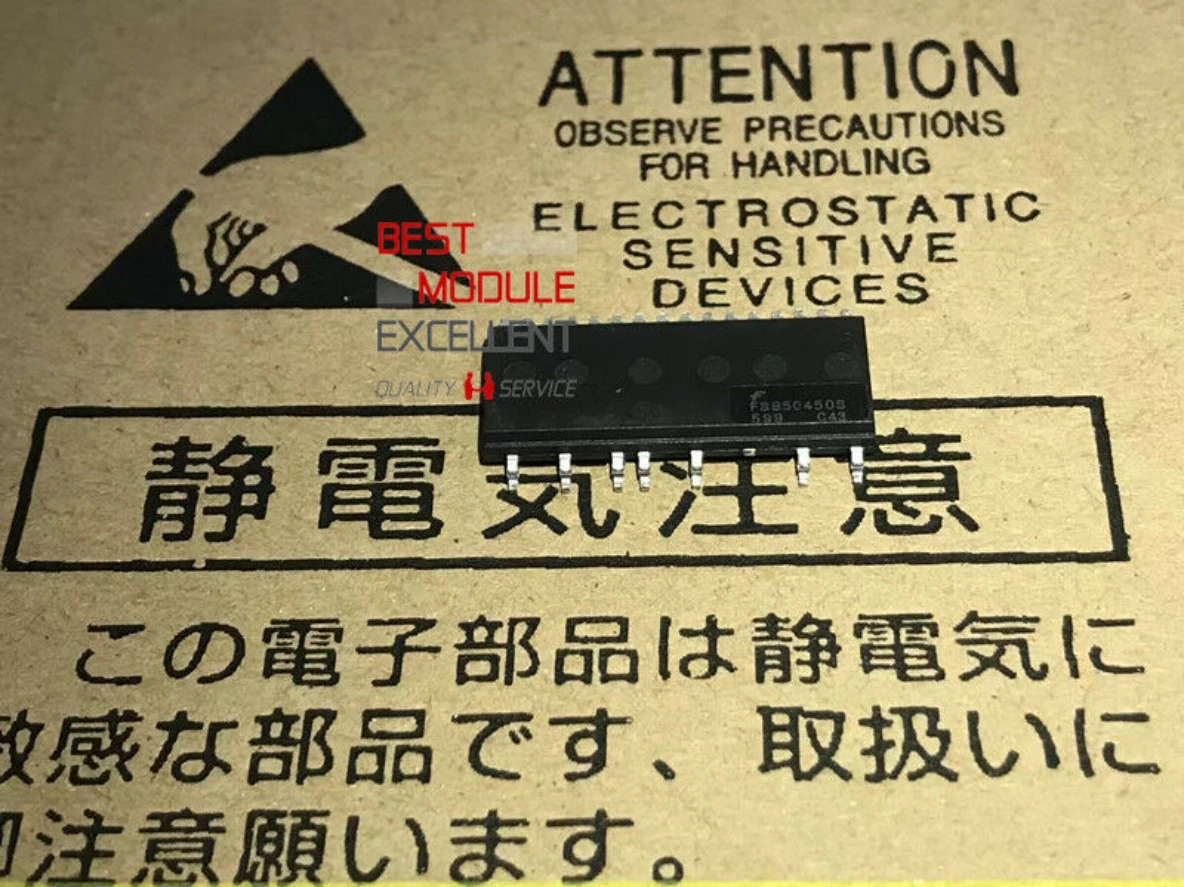 ATTENTION
OBSERVE PRECAUTIONS
FOR HANDLING
ELECTROSTATIC
SENSITIVE
DEVICES
BEST
MODULE
EXCELLENT
QUALITY SERVICE
FSB50450S
599 C43
静電気注意
この電子部品は静電気に
敏感な部品です、取扱いに
御注意願います。